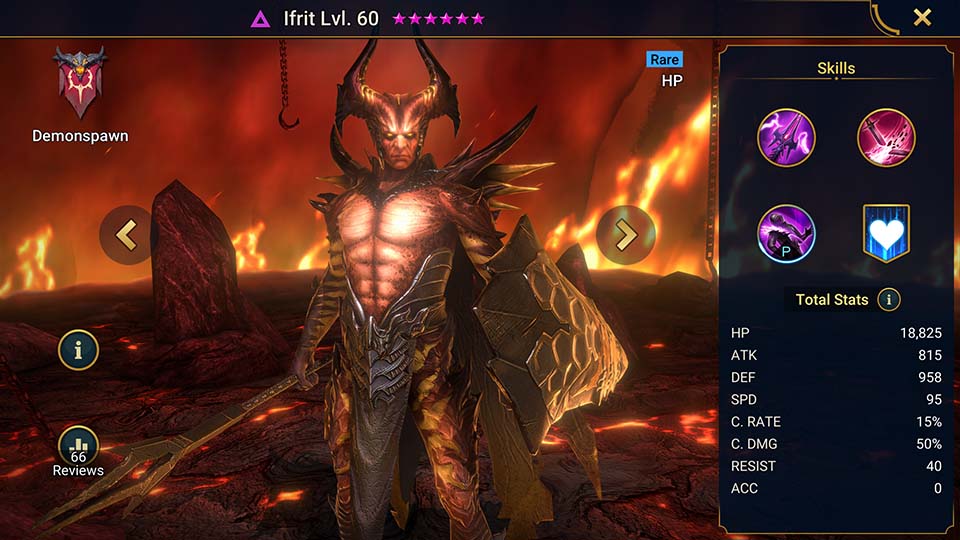 Ifrit Lvl. 60
Demonspawn
Rare
HP
66
Reviews
Skills
P
Total Stats
HP 18,825
ATK 815
DEF 958
SPD 95
C. RATE 15%
C. DMG 50%
RESIST 40
ACC 0